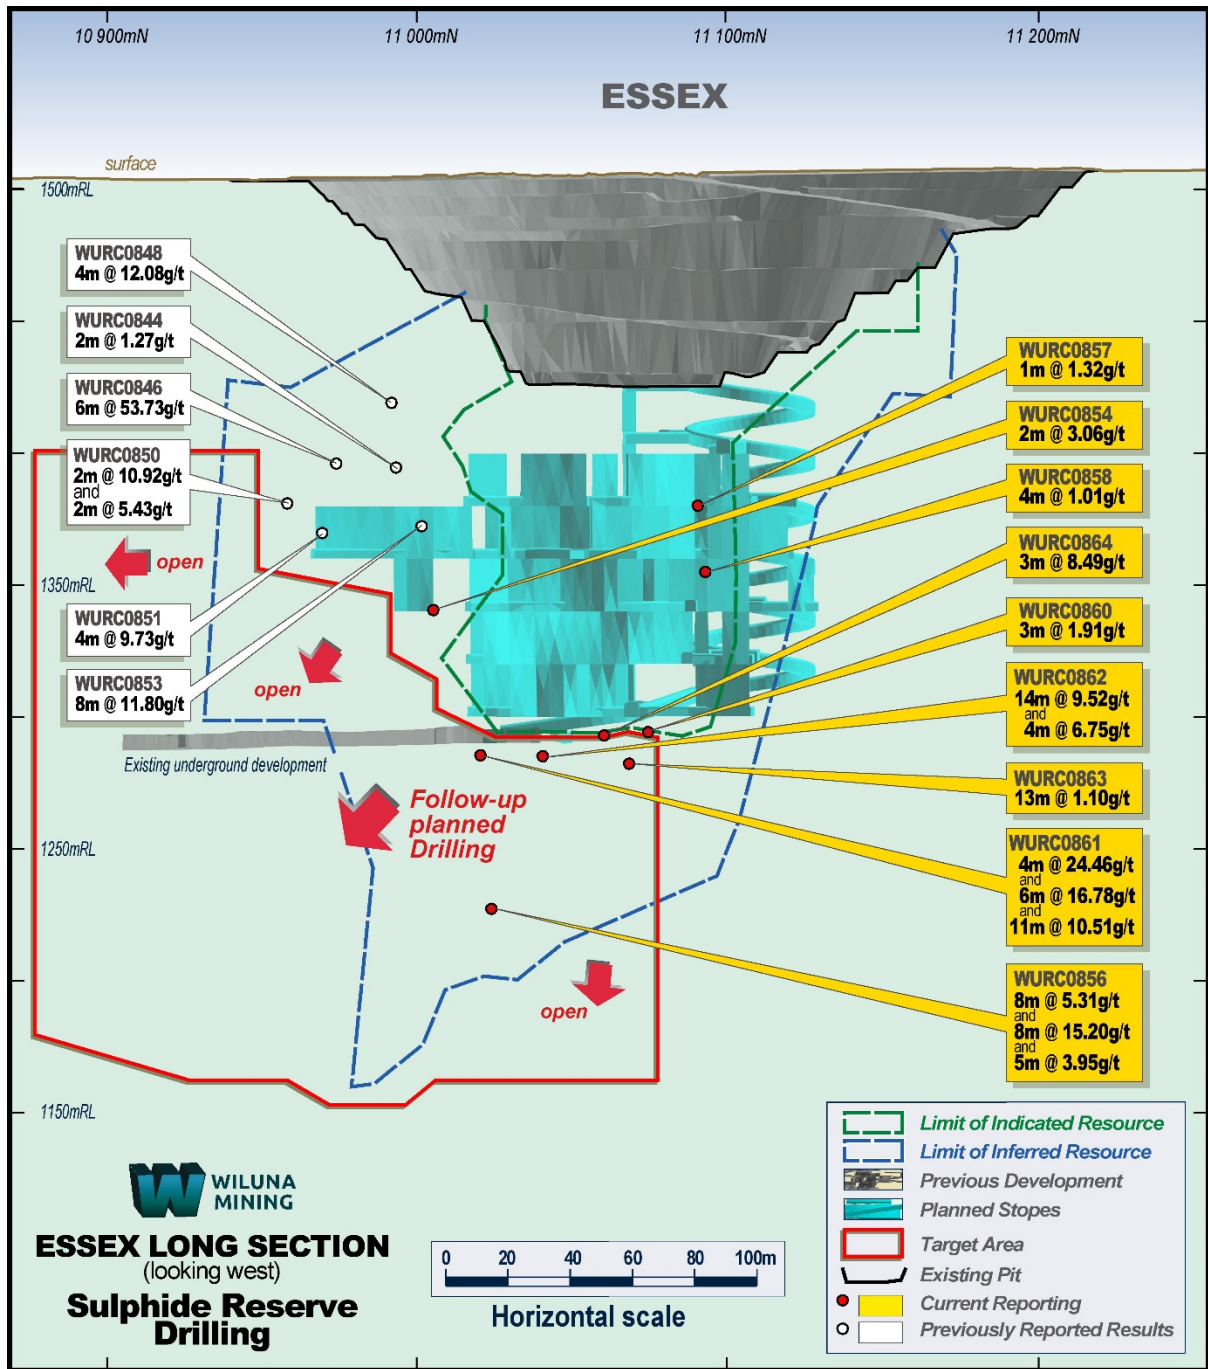 10 900mN
11 000mN
11 100mN
11 200mN
ESSEX
surface
1500mRL
WURC0848
4m @ 12.08g/t
WURC0844
2m @ 1.27g/t
WURC0846
6m @ 53.73g/t
WURC0850
2m @ 10.92g/t
and
2m @ 5.43g/t
open
1350mRL
WURC0851
4m @ 9.73g/t
WURC0853
8m @ 11.80g/t
open
Existing underground development
Follow-up
planned
Drilling
1250mRL
open
1150mRL
WURC0857
1m @ 1.32g/t
WURC0854
2m @ 3.06g/t
WURC0858
4m @ 1.01g/t
WURC0864
3m @ 8.49g/t
WURC0860
3m @ 1.91g/t
WURC0862
14m @ 9.52g/t
and
4m @ 6.75g/t
WURC0863
13m @ 1.10g/t
WURC0861
4m @ 24.46g/t
and
6m @ 16.78g/t
and
11m @ 10.51g/t
WURC0856
8m @ 5.31g/t
and
8m @ 15.20g/t
and
5m @ 3.95g/t
W WILUNA
MINING
ESSEX LONG SECTION
(looking west)
Sulphide Reserve
Drilling
0 20 40 60 80 100m
Horizontal scale
Limit of Indicated Resource
Limit of Inferred Resource
Previous Development
Planned Stopes
Target Area
Existing Pit
Current Reporting
Previously Reported Results